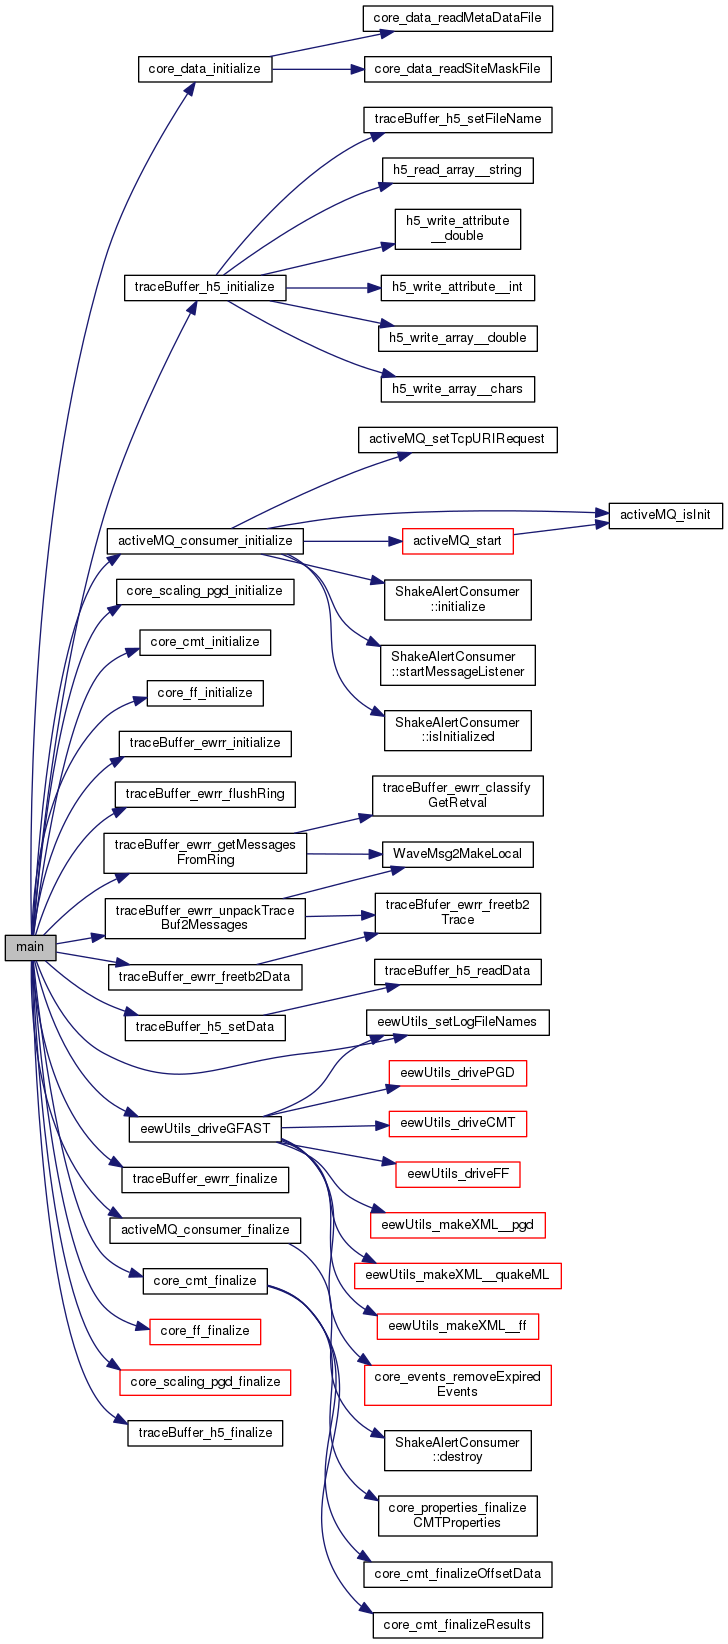 core_data_readMetaDataFile
core_data_initialize
core_data_readSiteMaskFile
traceBuffer_h5_setFileName
h5_read_array__string
h5_write_attribute
__double
traceBuffer_h5_initialize
h5_write_attribute__int
h5_write_array__double
h5_write_array__chars
activeMQ_setTcpURIRequest
activeMQ_isInit
activeMQ_consumer_initialize
activeMQ_start
core_scaling_pgd_initialize
ShakeAlertConsumer
::initialize
core_cmt_initialize
ShakeAlertConsumer
::startMessageListener
core_ff_initialize
ShakeAlertConsumer
::isInitialized
traceBuffer_ewrr_initialize
traceBuffer_ewrr_flushRing
traceBuffer_ewrr_classify
GetRetval
traceBuffer_ewrr_getMessages
FromRing
WaveMsg2MakeLocal
traceBuffer_ewrr_unpackTrace
Buf2Messages
traceBfufer_ewrr_freetb2
Trace
main
traceBuffer_ewrr_freetb2Data
traceBuffer_h5_readData
traceBuffer_h5_setData
eewUtils_setLogFileNames
eewUtils_drivePGD
eewUtils_driveGFAST
eewUtils_driveCMT
traceBuffer_ewrr_finalize
eewUtils_driveFF
activeMQ_consumer_finalize
eewUtils_makeXML__pgd
core_cmt_finalize
eewUtils_makeXML__quakeML
core_ff_finalize
eewUtils_makeXML__ff
core_scaling_pgd_finalize
core_events_removeExpired
Events
traceBuffer_h5_finalize
ShakeAlertConsumer
::destroy
core_properties_finalize
CMTProperties
core_cmt_finalizeOffsetData
core_cmt_finalizeResults